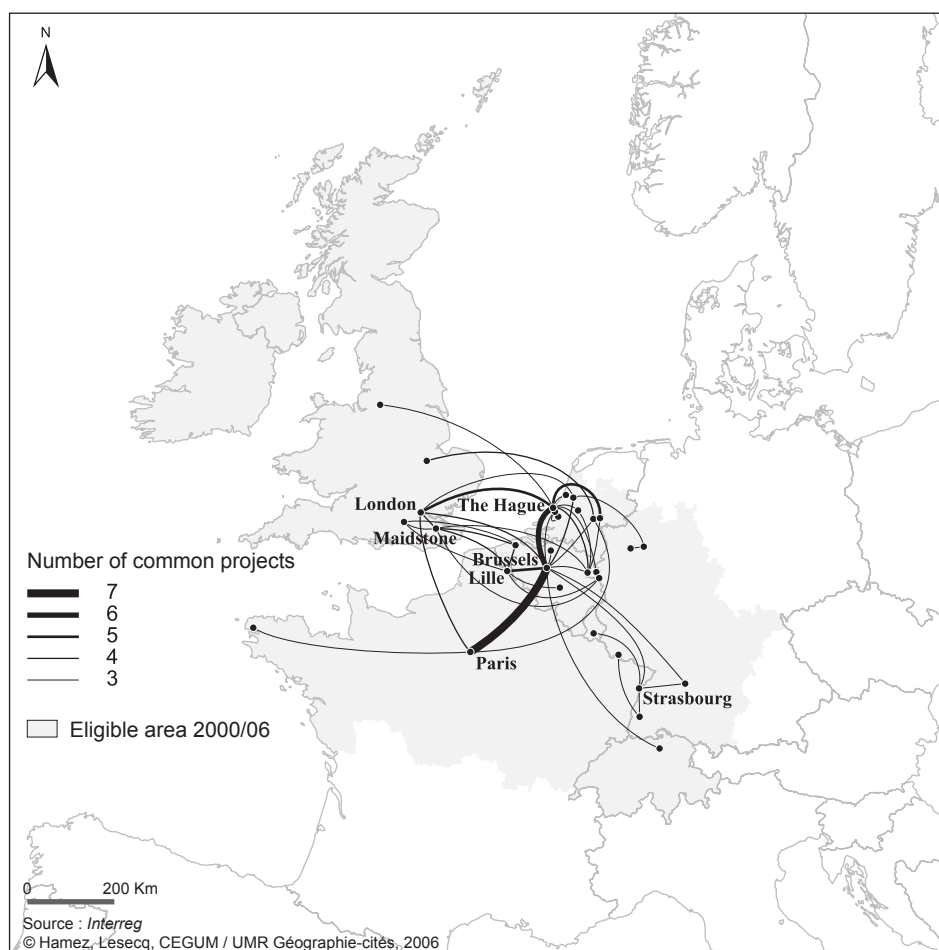 N
London
The Hague
Maidstone
Brussels
Lille
Paris
Strasbourg
Number of common projects
7
6
5
4
3
Eligible area 2000/06
0 200 Km
Source : Interreg
© Hamez, Lesecq, CEGUM / UMR Géographie-cités, 2006